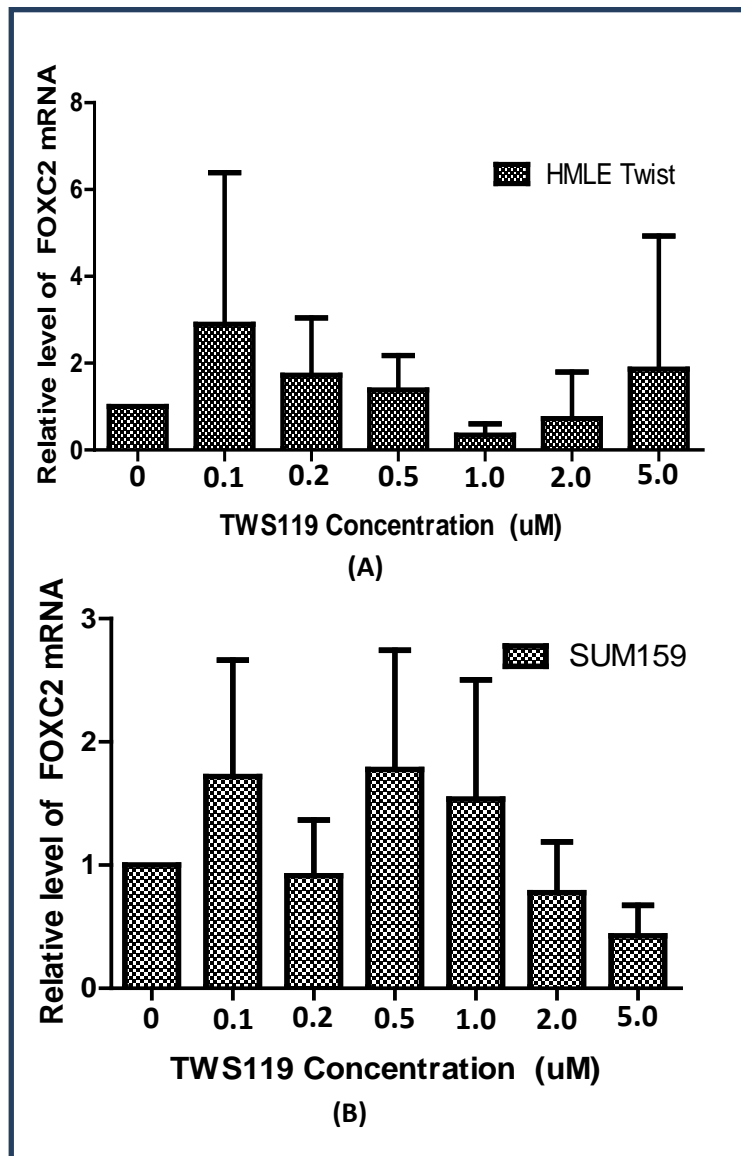 Relative level of FOXC2 mRNA
8
6
4
2
0
HMLE Twist
0 0.1 0.2 0.5 1.0 2.0 5.0
TWS119 Concentration (uM)
(A)
Relative level of FOXC2 mRNA
3
2
1
0
SUM159
0 0.1 0.2 0.5 1.0 2.0 5.0
TWS119 Concentration (uM)
(B)